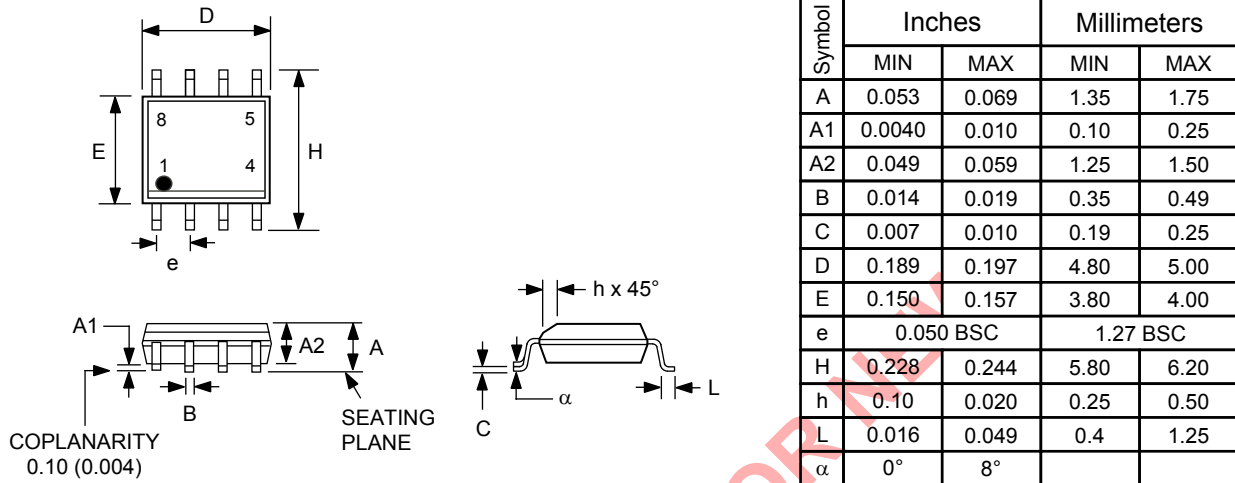 D
8 5
E
H
1 4
e
h x 45°
A1
A2
A
B
α
L
C
SEATING
PLANE
COPLANARITY
0.10 (0.004)
Symbol Inches Millimeters
MIN MAX MIN MAX
A 0.053 0.069 1.35 1.75
A1 0.0040 0.010 0.10 0.25
A2 0.049 0.059 1.25 1.50
B 0.014 0.019 0.35 0.49
C 0.007 0.010 0.19 0.25
D 0.189 0.197 4.80 5.00
E 0.150 0.157 3.80 4.00
e 0.050 BSC 1.27 BSC
H 0.228 0.244 5.80 6.20
h 0.10 0.020 0.25 0.50
L 0.016 0.049 0.4 1.25
α 0° 8°
OR